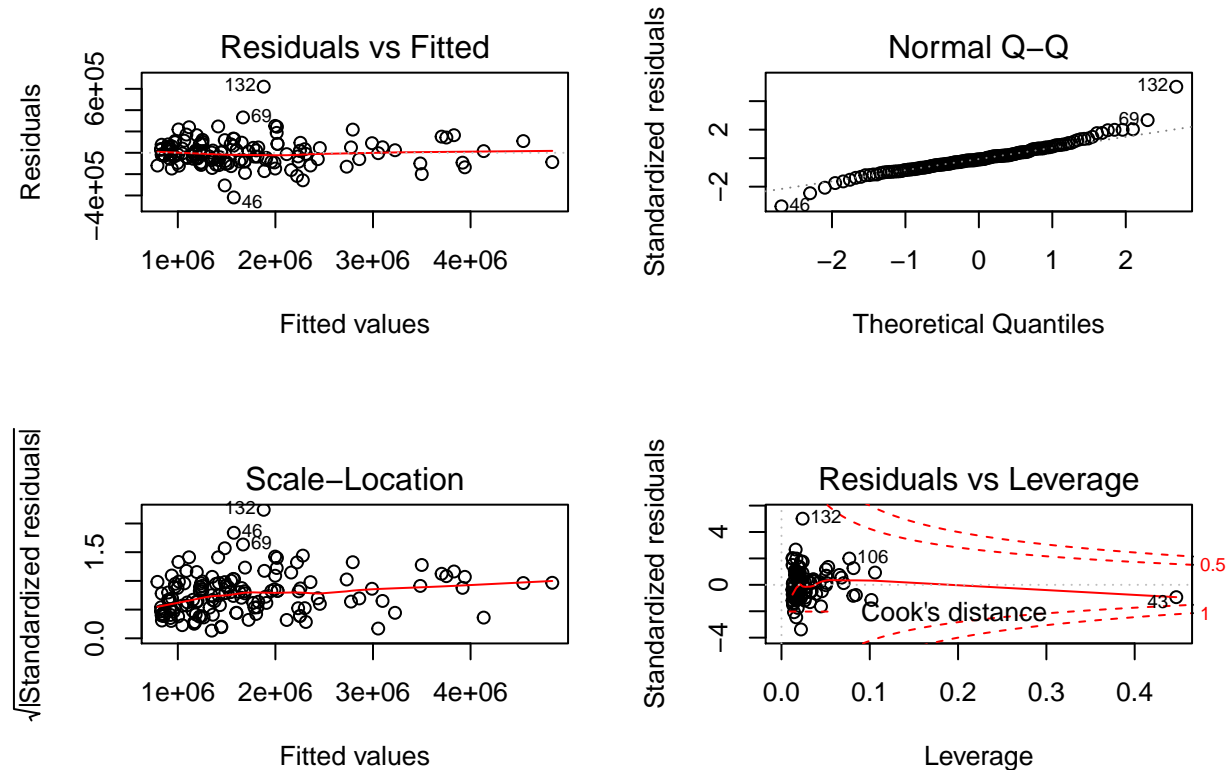 Residuals vs Fitted
Residuals
−4e+05 6e+05
132
69
46
1e+06 2e+06 3e+06 4e+06
Fitted values
Normal Q−Q
Standardized residuals
−2 2
132
69
46
−2 −1 0 1 2
Theoretical Quantiles
Scale−Location
√|Standardized residuals|
0.0 1.5
132
46
69
1e+06 2e+06 3e+06 4e+06
Fitted values
Residuals vs Leverage
Standardized residuals
−4 0 4
132
106
43
0.5
1
Cook's distance
0.0 0.1 0.2 0.3 0.4
Leverage